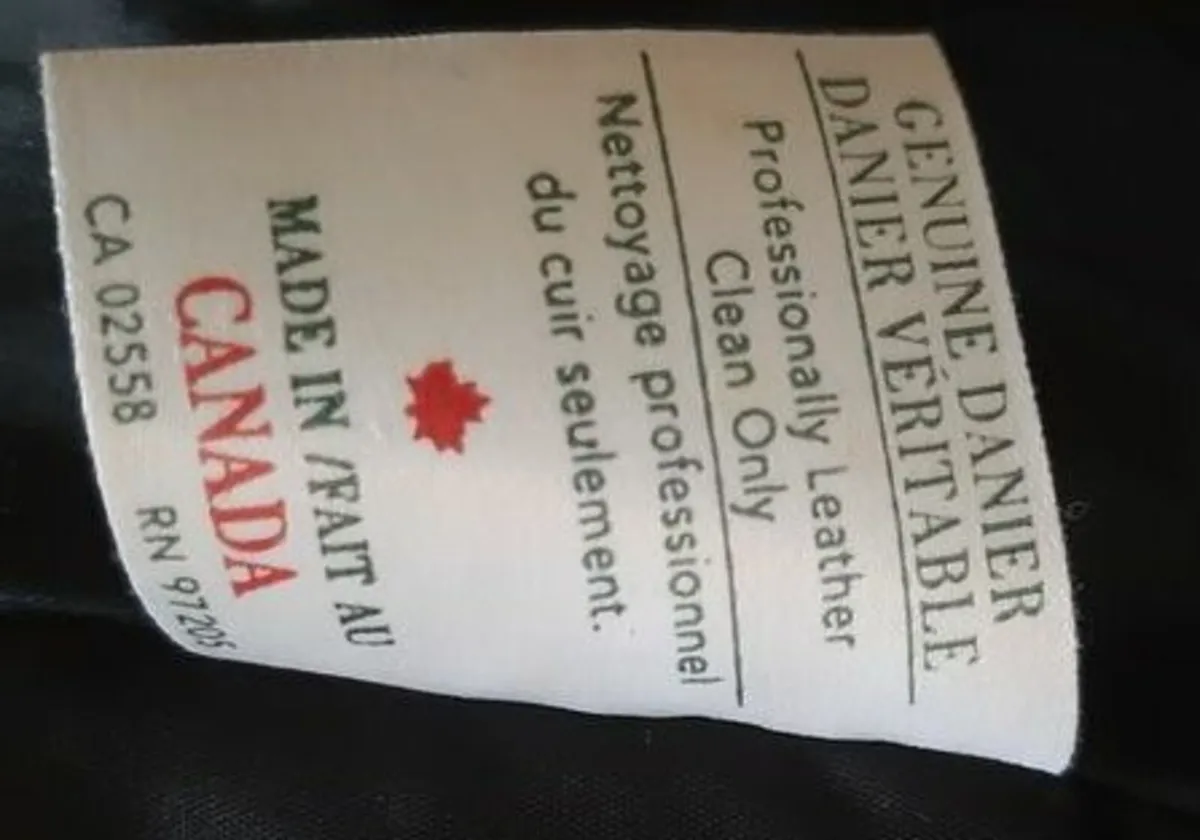 GENUINE DANIER
DANIER VÉRITABLE
Professionally Leather
Clean Only
Nettoyage professionnel
du cuir seulement.
MADE IN /FAIT AU
CANADA
CA 02558 RN 97205